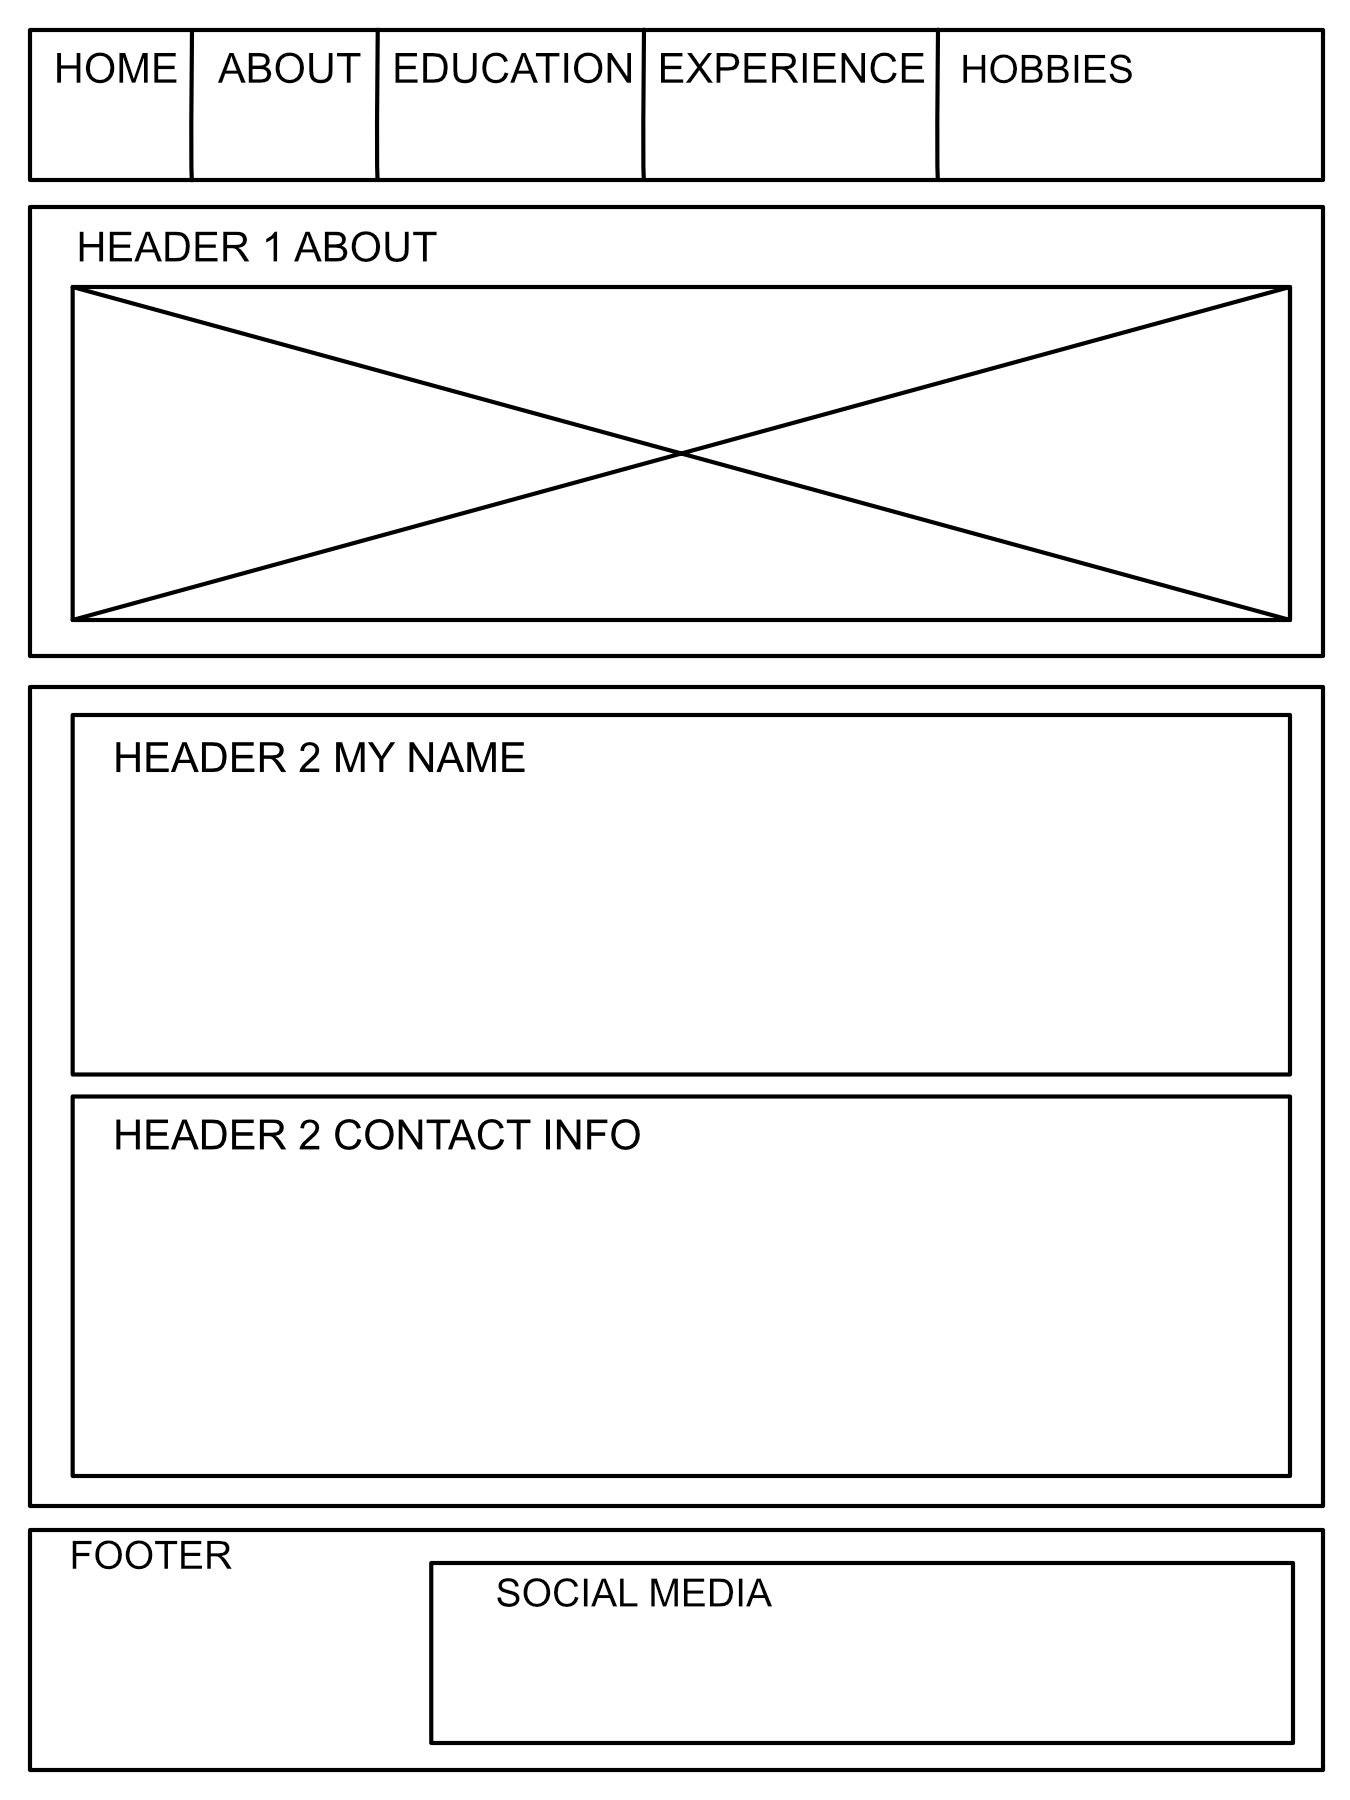 HOME ABOUT EDUCATION EXPERIENCE HOBBIES
HEADER 1 ABOUT
HEADER 2 MY NAME
HEADER 2 CONTACT INFO
FOOTER
SOCIAL MEDIA